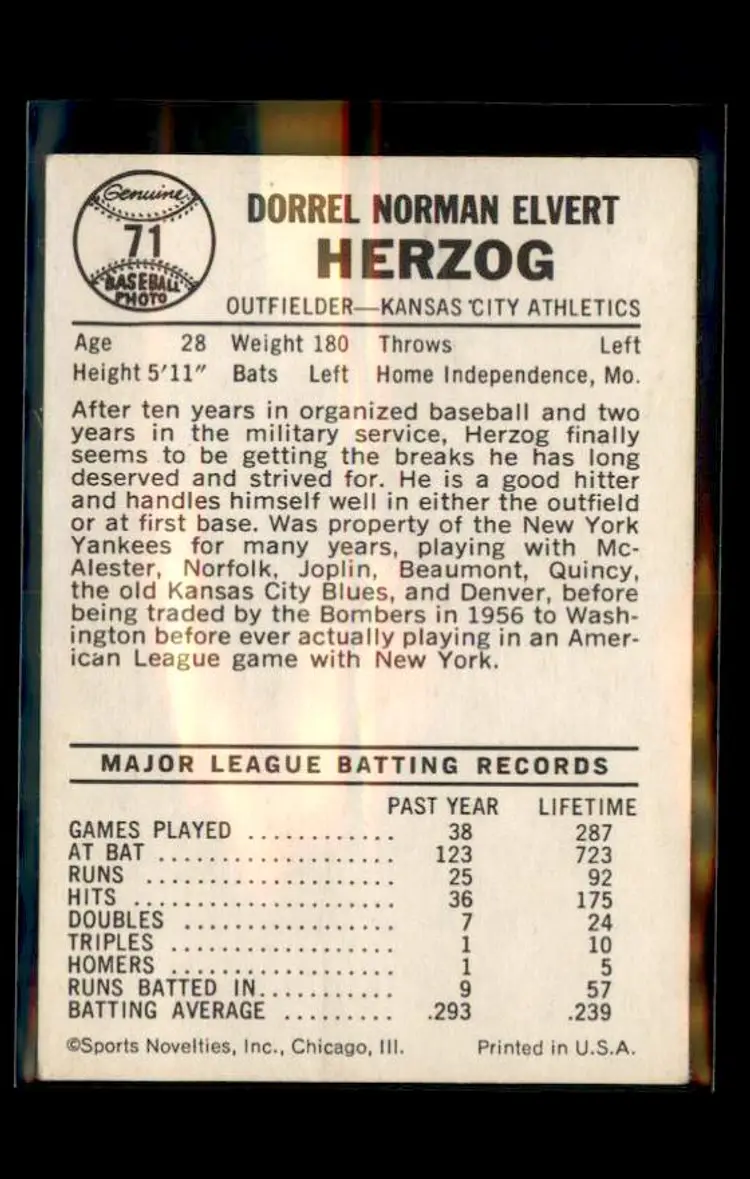 Genuine
71
BASEBALL
PHOTO
DORREL NORMAN ELVERT
HERZOG
OUTFIELDER—KANSAS CITY ATHLETICS
Age 28 Weight 180 Throws Left
Height 5'11" Bats Left Home Independence, Mo.
After ten years in organized baseball and two
years in the military service, Herzog finally
seems to be getting the breaks he has long
deserved and strived for. He is a good hitter
and handles himself well in either the outfield
or at first base. Was property of the New York
Yankees for many years, playing with Mc-
Alester, Norfolk, Joplin, Beaumont, Quincy,
the old Kansas City Blues, and Denver, before
being traded by the Bombers in 1956 to Wash-
ington before ever actually playing in an Amer-
ican League game with New York.
MAJOR LEAGUE BATTING RECORDS
PAST YEAR LIFETIME
GAMES PLAYED ............ 38 287
AT BAT .................... 123 723
RUNS ..................... 25 92
HITS ...................... 36 175
DOUBLES .................. 7 24
TRIPLES ................... 1 10
HOMERS ................... 1 5
RUNS BATTED IN............ 9 57
BATTING AVERAGE ......... .293 .239
©Sports Novelties, Inc., Chicago, Ill. Printed in U.S.A.